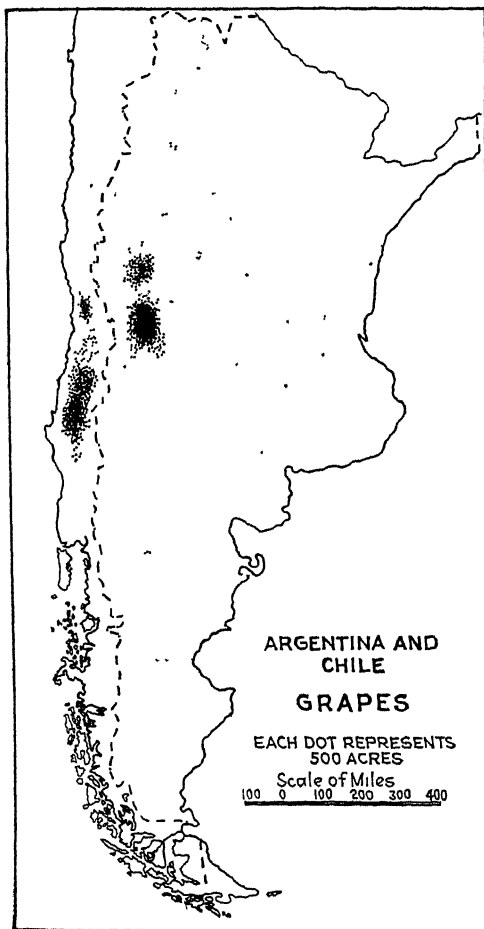 ARGENTINA AND
CHILE
GRAPES
EACH DOT REPRESENTS
500 ACRES
Scale of Miles
100 0 100 200 300 400